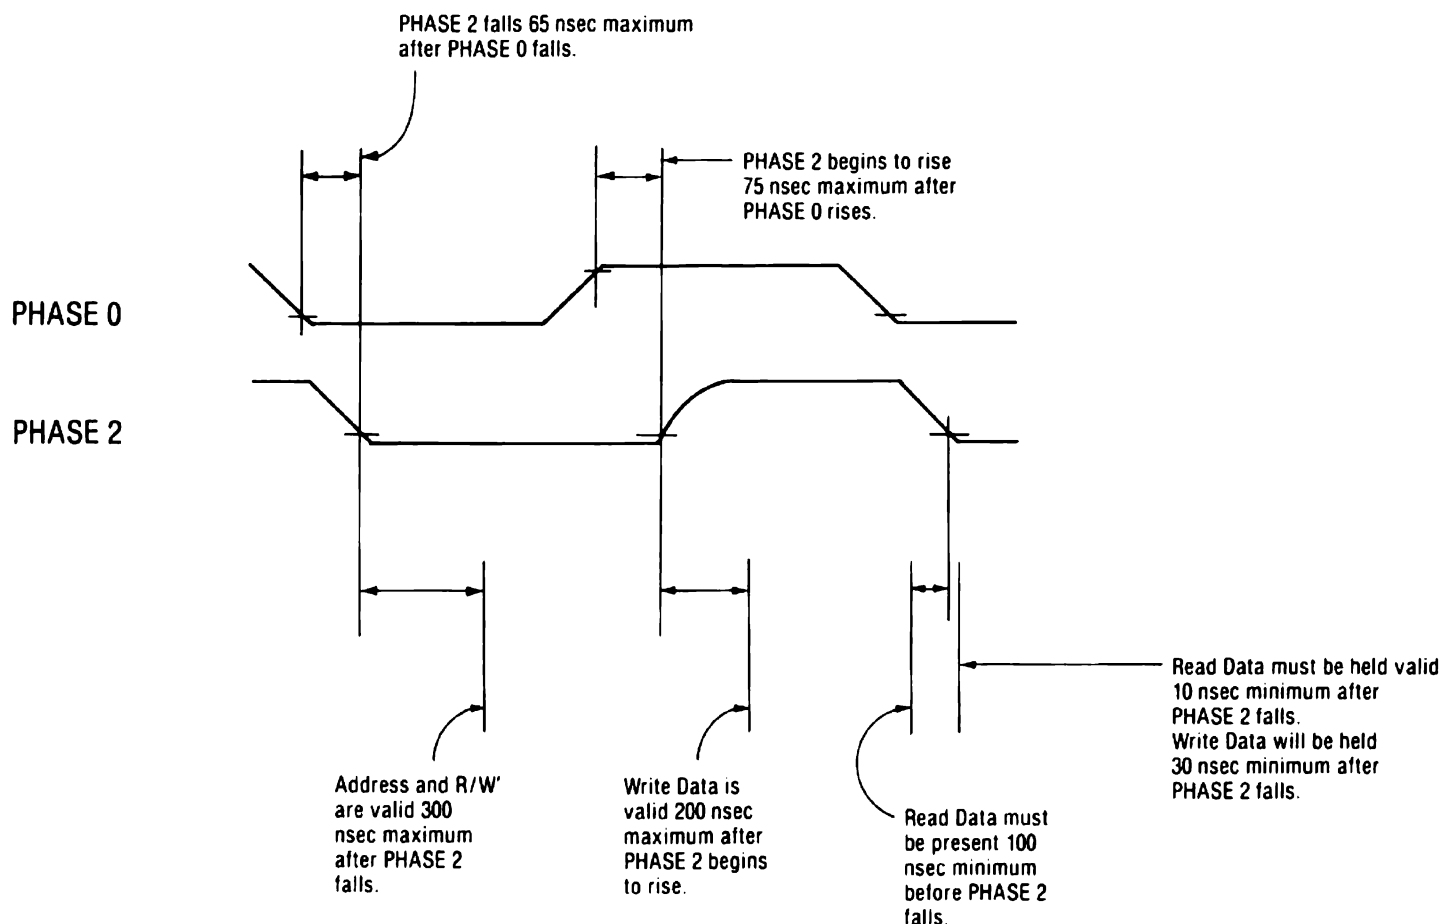 PHASE 2 falls 65 nsec maximum
after PHASE 0 falls.
PHASE 2 begins to rise
75 nsec maximum after
PHASE 0 rises.
PHASE 0
PHASE 2
Address and R/W'
are valid 300
nsec maximum
after PHASE 2
falls.
Write Data is
valid 200 nsec
maximum after
PHASE 2 begins
to rise.
Read Data must
be present 100
nsec minimum
before PHASE 2
falls.
Read Data must be held valid
10 nsec minimum after
PHASE 2 falls.
Write Data will be held
30 nsec minimum after
PHASE 2 falls.